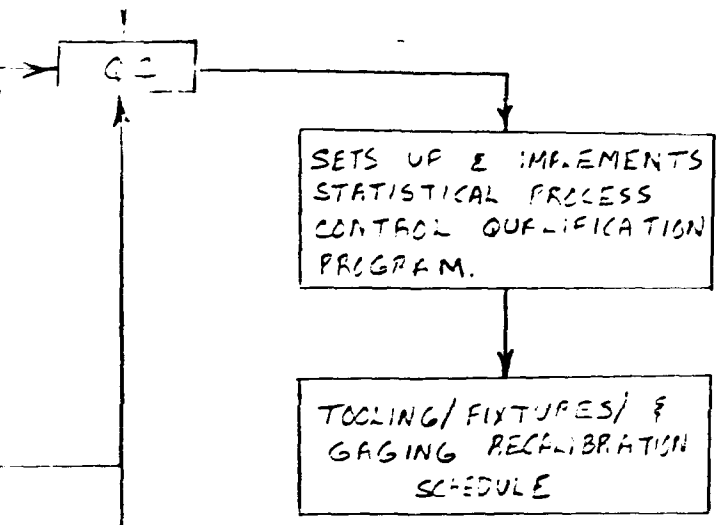 QC
SETS UP & IMPLEMENTS
STATISTICAL PROCESS
CONTROL QUALIFICATION
PROGRAM.
TOOLING/FIXTURES/ &
GAGING RECALIBRATION
SCHEDULE